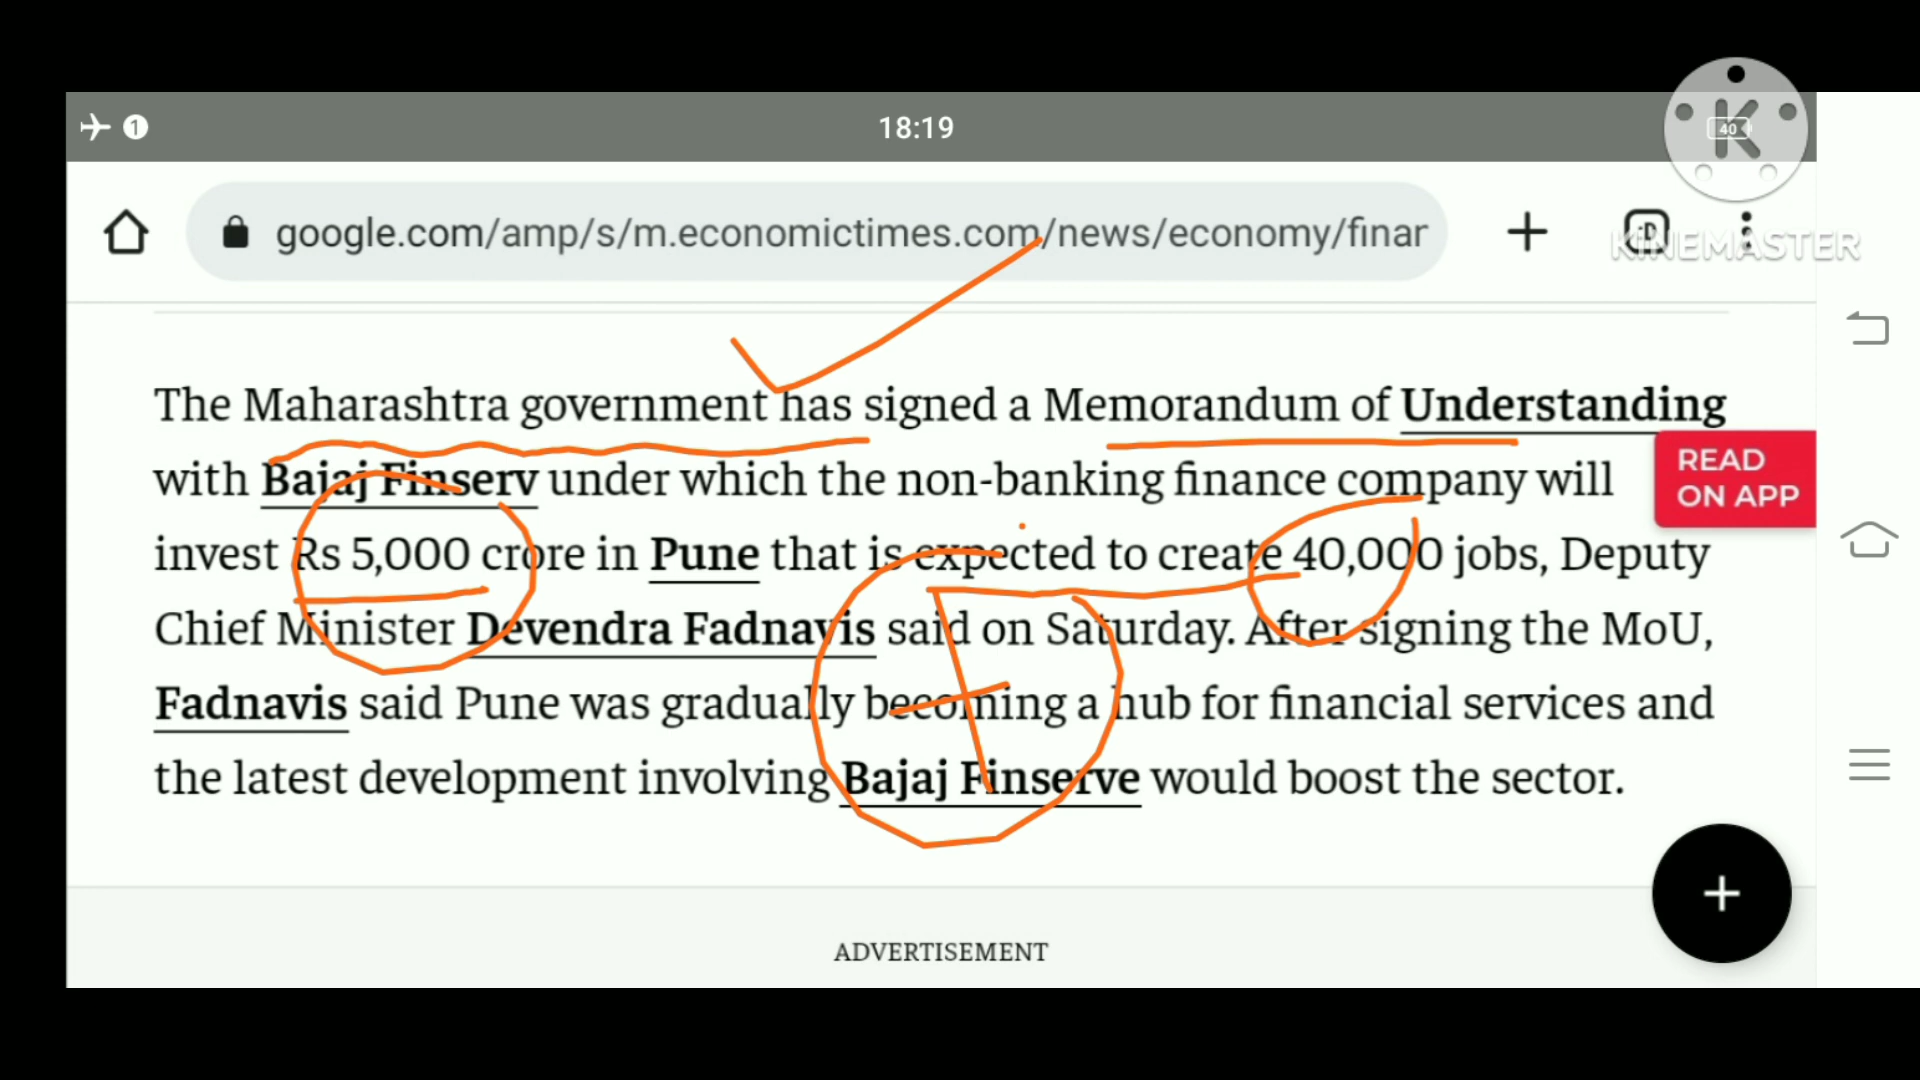 1
18:19
40
K
google.com/amp/s/m.economictimes.com/news/economy/finar
:D
KINEMASTER
The Maharashtra government has signed a Memorandum of Understanding
with Bajaj Finserv under which the non-banking finance company will
READ
ON APP
invest Rs 5,000 crore in Pune that is expected to create 40,000 jobs, Deputy
Chief Minister Devendra Fadnavis said on Saturday. After signing the MoU,
Fadnavis said Pune was gradually becoming a hub for financial services and
the latest development involving Bajaj Finserve would boost the sector.
ADVERTISEMENT